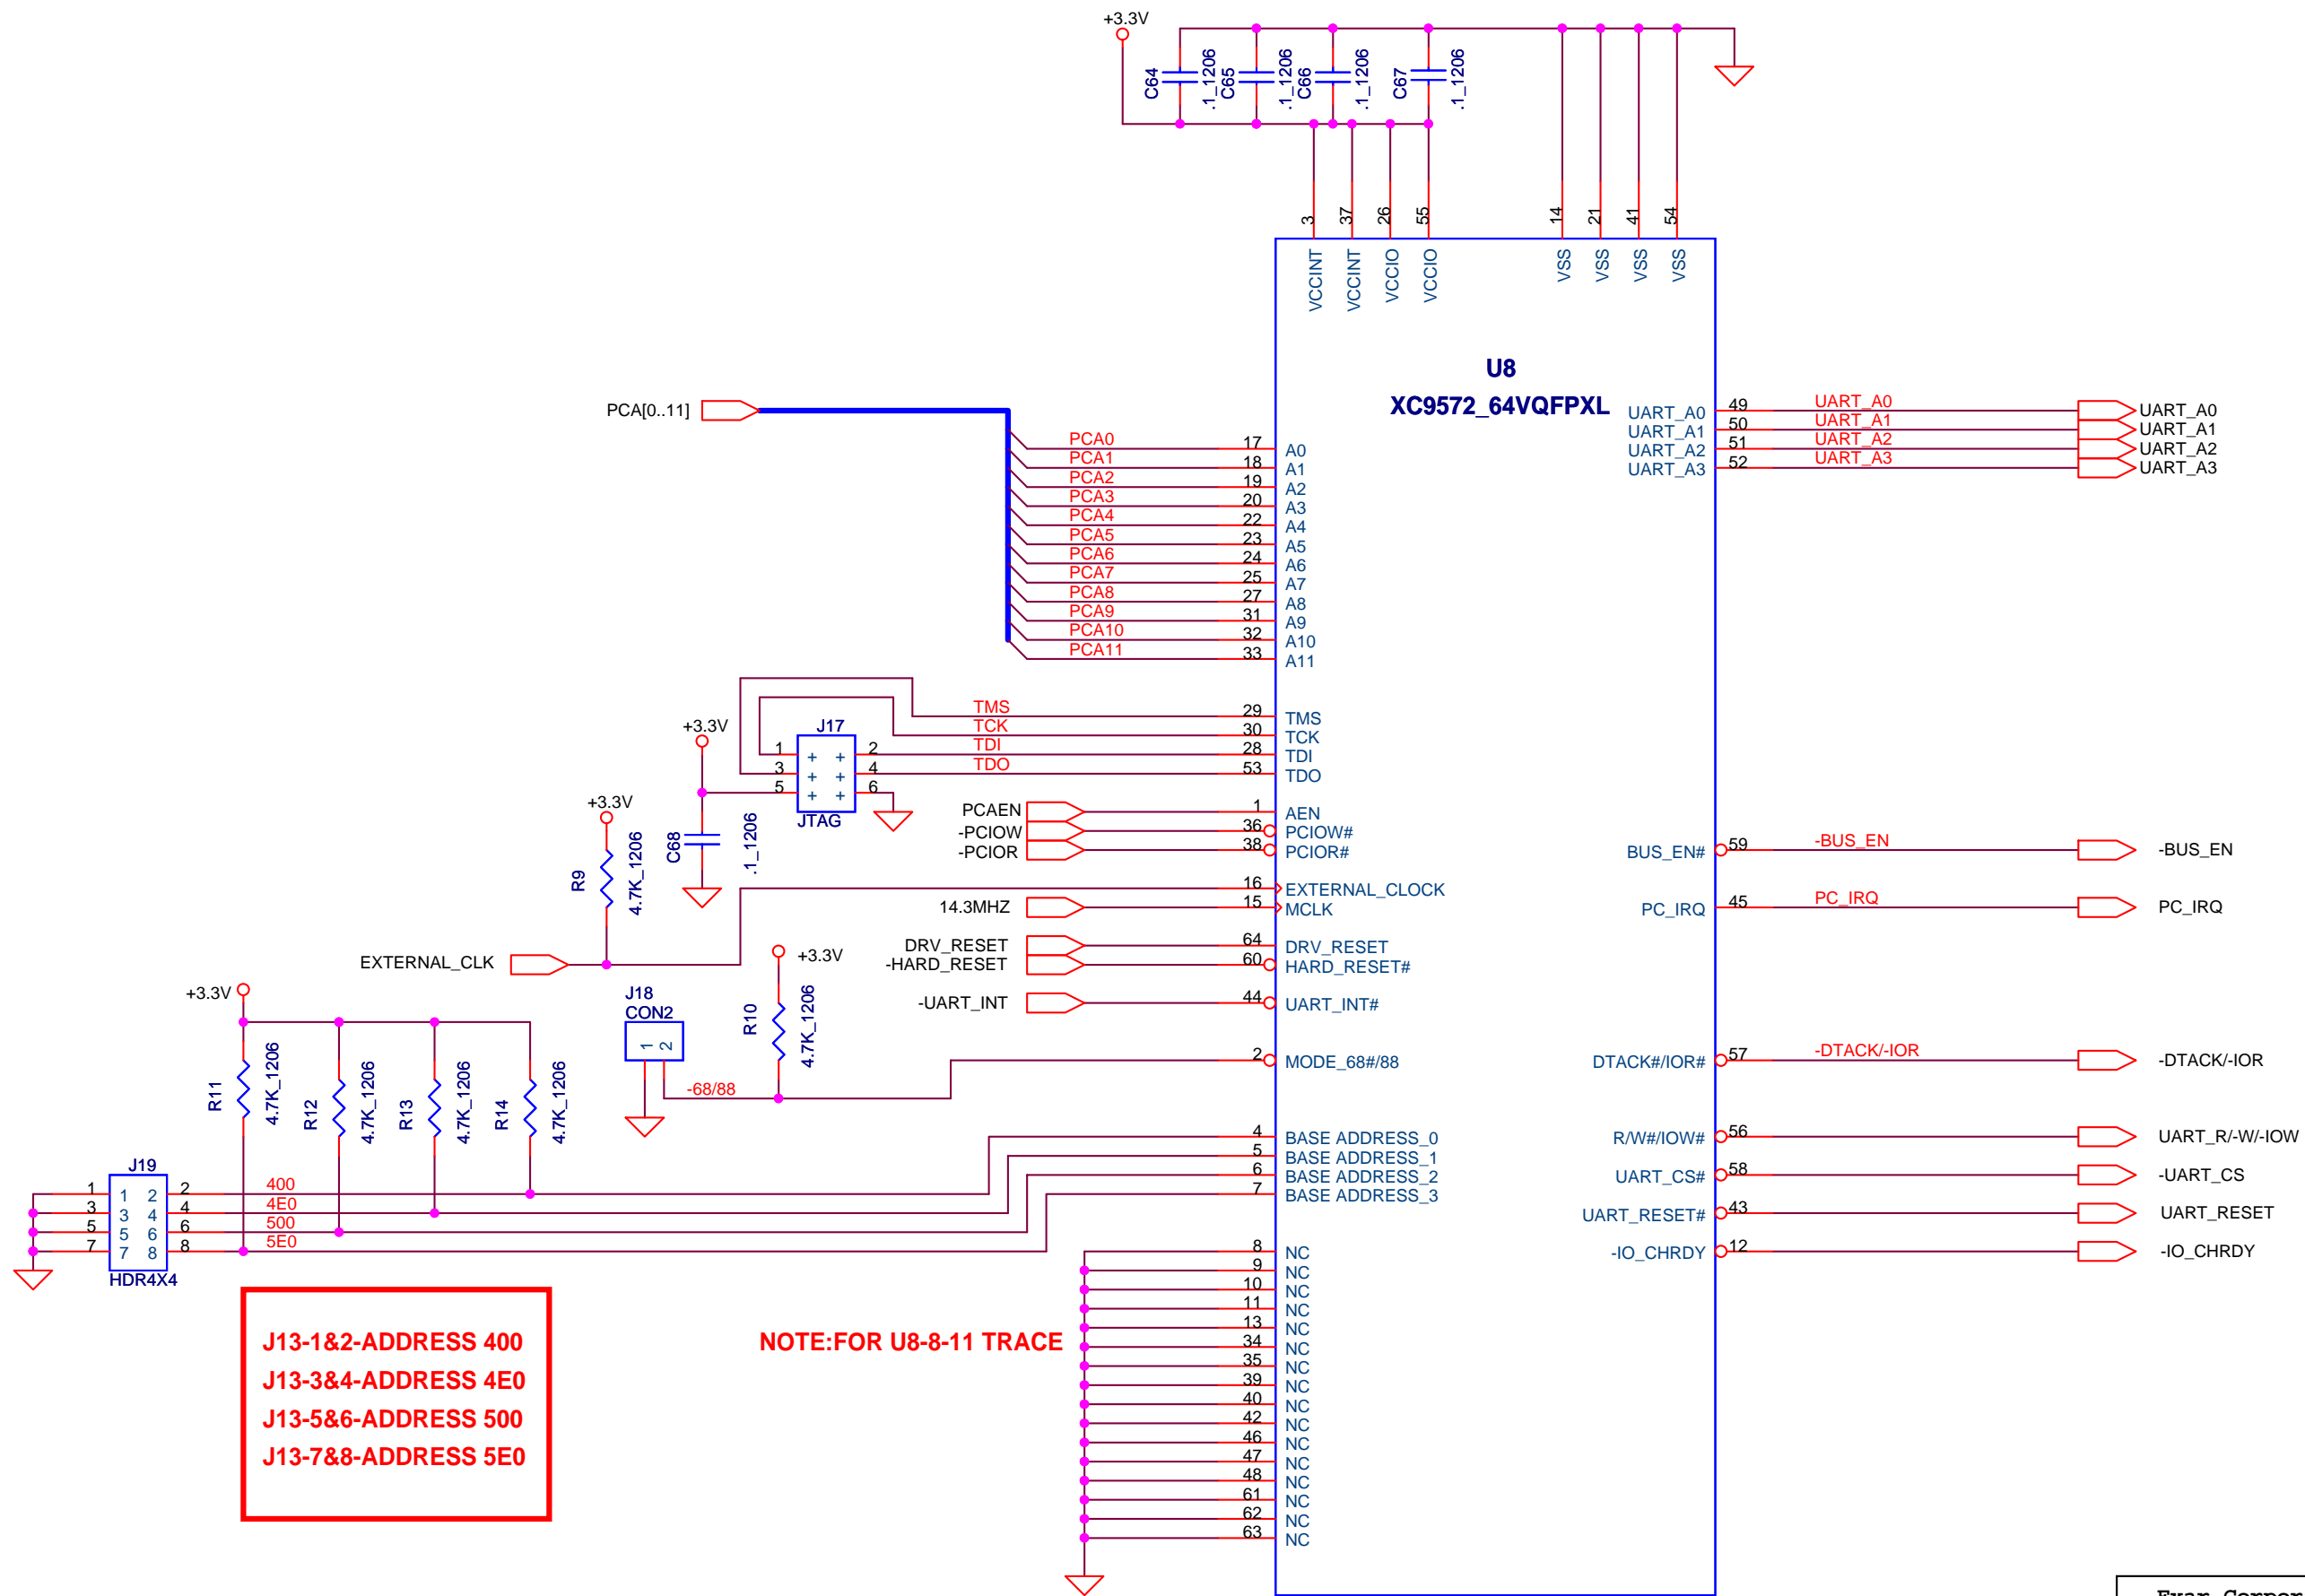 +3.3V
C64
.1_1206
C65
.1_1206
C66
.1_1206
C67
.1_1206
3
37
26
55
14
21
41
54
VCCINT
VCCINT
VCCIO
VCCIO
VSS
VSS
VSS
VSS
U8
XC9572_64VQFPXL
PCA[0..11]
PCA0 17 A0
PCA1 18 A1
PCA2 19 A2
PCA3 20 A3
PCA4 22 A4
PCA5 23 A5
PCA6 24 A6
PCA7 25 A7
PCA8 27 A8
PCA9 31 A9
PCA10 32 A10
PCA11 33 A11
UART_A0 49 UART_A0 UART_A0
UART_A1 50 UART_A1 UART_A1
UART_A2 51 UART_A2 UART_A2
UART_A3 52 UART_A3 UART_A3
TMS 29 TMS
TCK 30 TCK
TDI 28 TDI
TDO 53 TDO
+3.3V
J17
1 + + 2
3 + + 4
5 + + 6
JTAG
C68
.1_1206
PCAEN 1 AEN
-PCIOW 36 PCIOW#
-PCIOR 38 PCIOR#
BUS_EN# 59 -BUS_EN -BUS_EN
+3.3V
R9
4.7K_1206
16 EXTERNAL_CLOCK
14.3MHZ 15 MCLK
PC_IRQ 45 PC_IRQ PC_IRQ
EXTERNAL_CLK
DRV_RESET 64 DRV_RESET
-HARD_RESET 60 HARD_RESET#
-UART_INT 44 UART_INT#
+3.3V
R10
4.7K_1206
J18
CON2
1
2
-68/88
2 MODE_68#/88
DTACK#/IOR# 57 -DTACK/-IOR -DTACK/-IOR
+3.3V
R11
4.7K_1206
R12
4.7K_1206
R13
4.7K_1206
R14
4.7K_1206
4 BASE ADDRESS_0
5 BASE ADDRESS_1
6 BASE ADDRESS_2
7 BASE ADDRESS_3
R/W#/IOW# 56 UART_R/-W/-IOW
UART_CS# 58 -UART_CS
UART_RESET# 43 UART_RESET
-IO_CHRDY 12 -IO_CHRDY
J19
1 1 2 2 400
3 3 4 4 4E0
5 5 6 6 500
7 7 8 8 5E0
HDR4X4
J13-1&2-ADDRESS 400
J13-3&4-ADDRESS 4E0
J13-5&6-ADDRESS 500
J13-7&8-ADDRESS 5E0
NOTE:FOR U8-8-11 TRACE
8 NC
9 NC
10 NC
11 NC
13 NC
34 NC
35 NC
39 NC
40 NC
42 NC
46 NC
47 NC
48 NC
61 NC
62 NC
63 NC